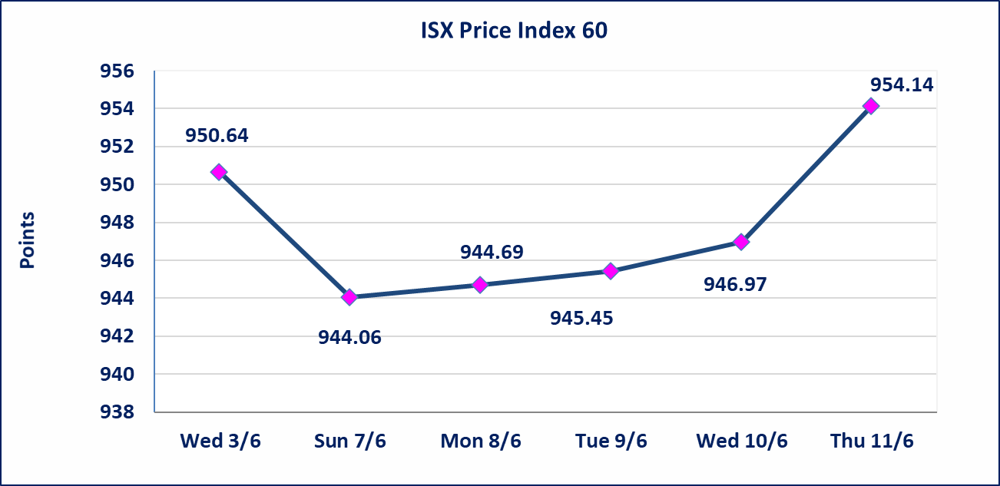 ISX Price Index 60
Points
956
954
952
950
948
946
944
942
940
938
950.64
944.06
944.69
945.45
946.97
954.14
Wed 3/6
Sun 7/6
Mon 8/6
Tue 9/6
Wed 10/6
Thu 11/6